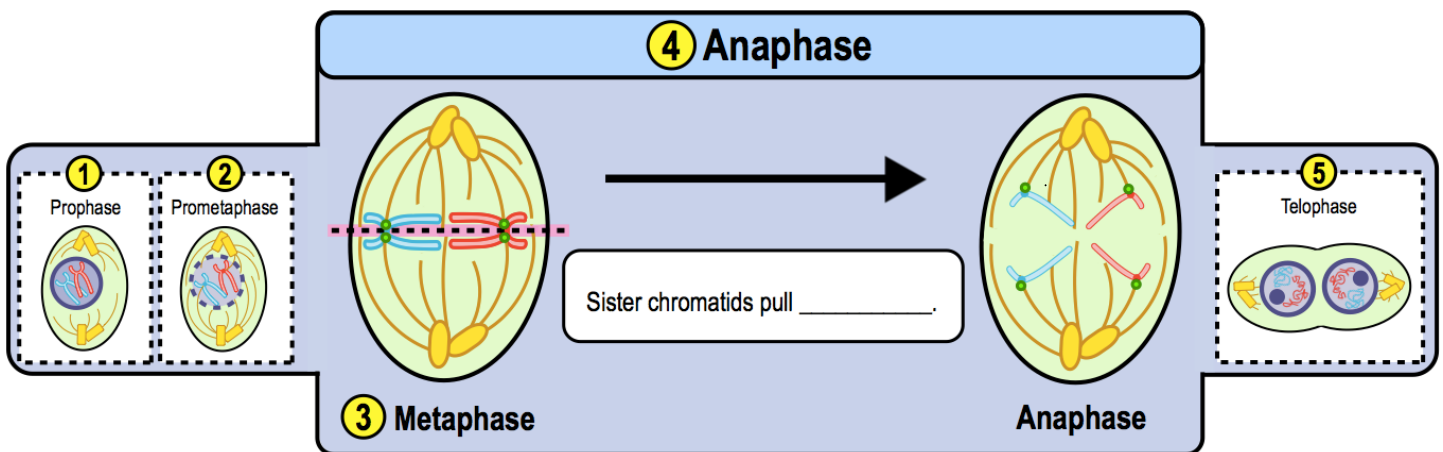 4 Anaphase
1
Prophase
2
Prometaphase
Sister chromatids pull ___________.
5
Telophase
3 Metaphase
Anaphase